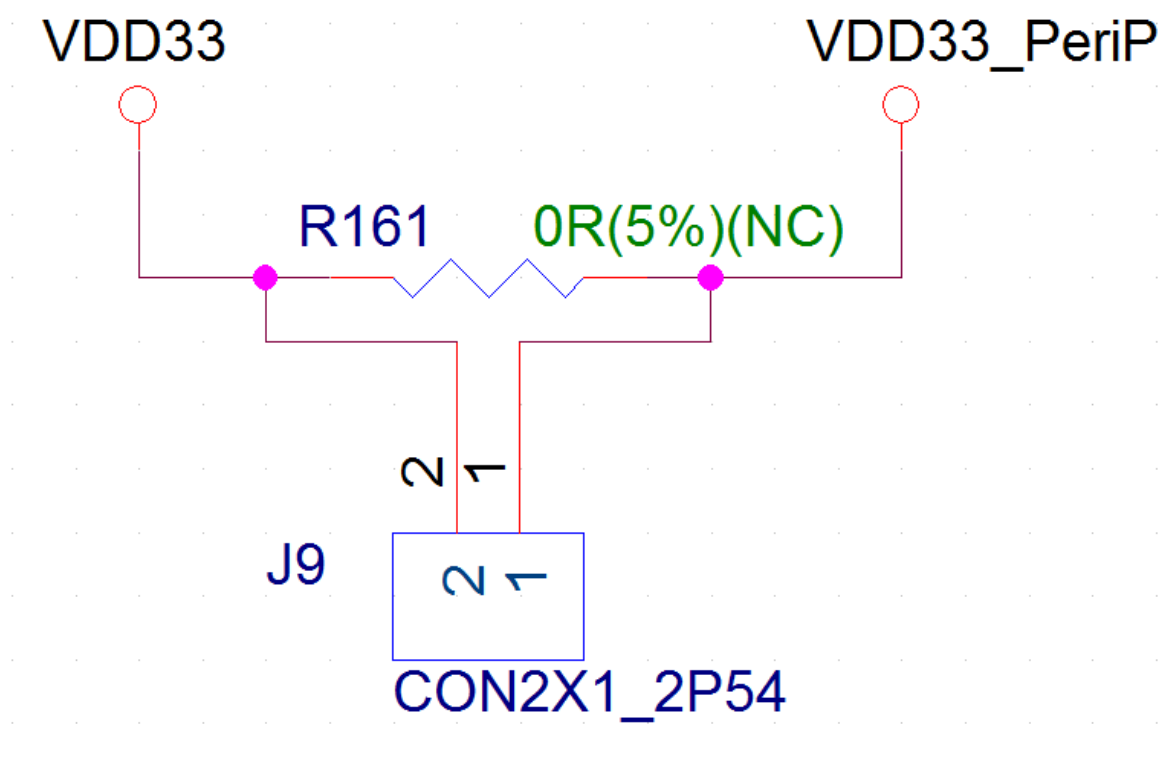 VDD33
VDD33_PeriP
R161
0R(5%)(NC)
2
1
J9
2
1
CON2X1_2P54